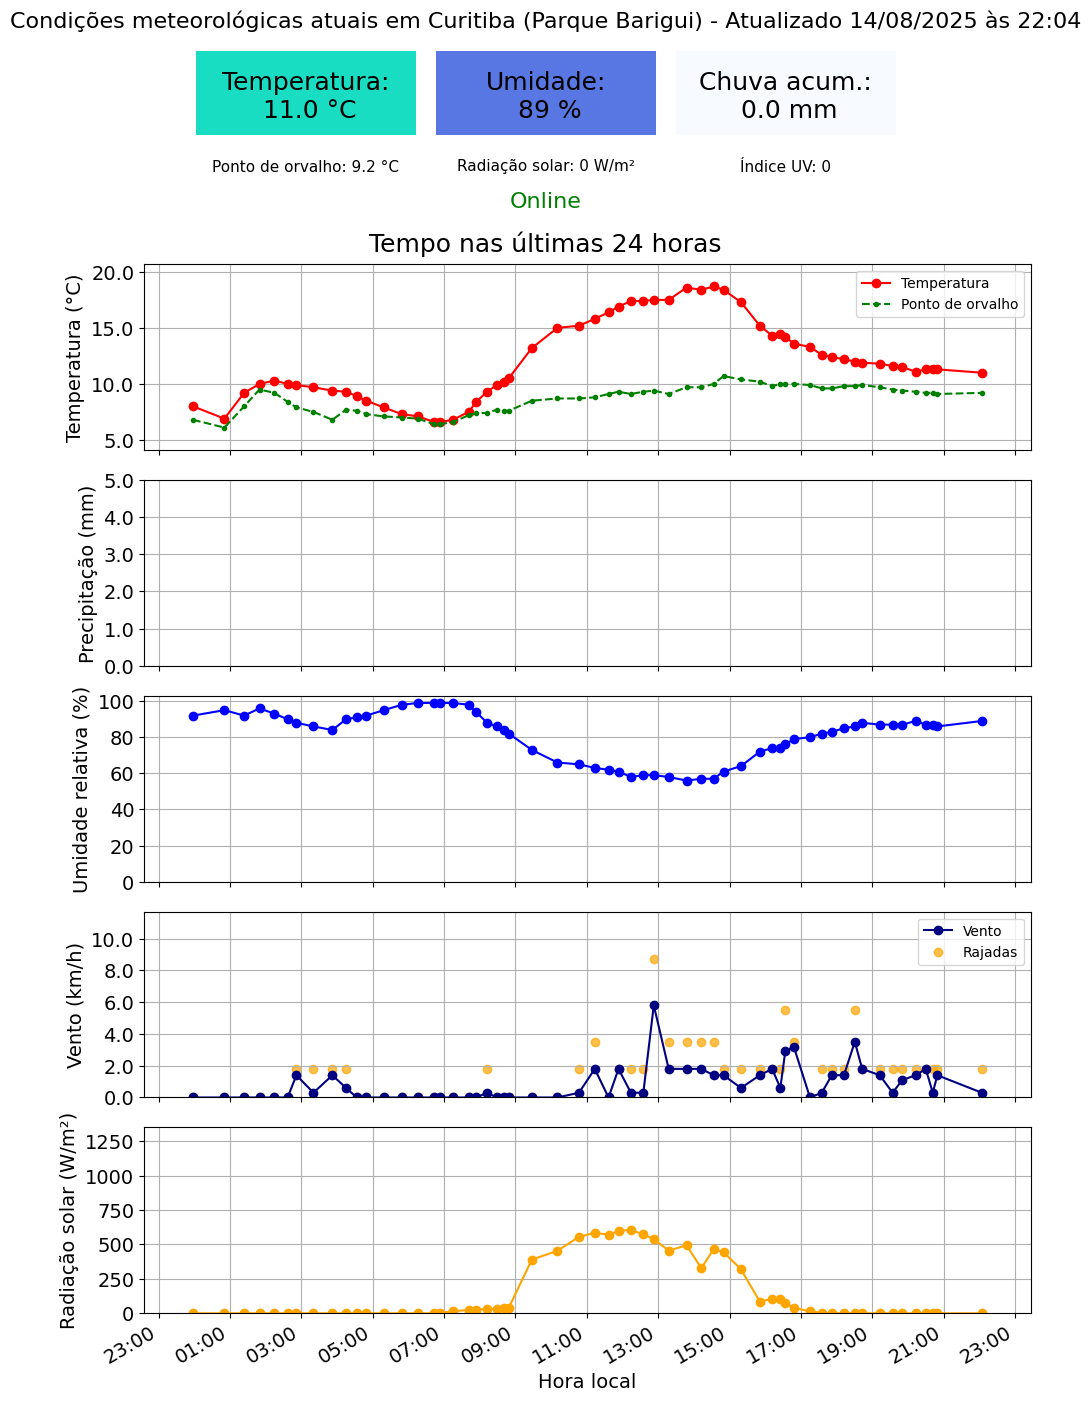 Condições meteorológicas atuais em Curitiba (Parque Barigui) - Atualizado 14/08/2025 às 22:04
Temperatura:
11.0 °C
Umidade:
89 %
Chuva acum.:
0.0 mm
Ponto de orvalho: 9.2 °C
Radiação solar: 0 W/m²
Índice UV: 0
Online
Tempo nas últimas 24 horas
Temperatura (°C)
20.0
15.0
10.0
5.0
Temperatura
Ponto de orvalho
Precipitação (mm)
5.0
4.0
3.0
2.0
1.0
0.0
Umidade relativa (%)
100
80
60
40
20
0
Vento (km/h)
10.0
8.0
6.0
4.0
2.0
0.0
Vento
Rajadas
Radiação solar (W/m²)
1250
1000
750
500
250
0
23:00
01:00
03:00
05:00
07:00
09:00
11:00
13:00
15:00
17:00
19:00
21:00
23:00
Hora local